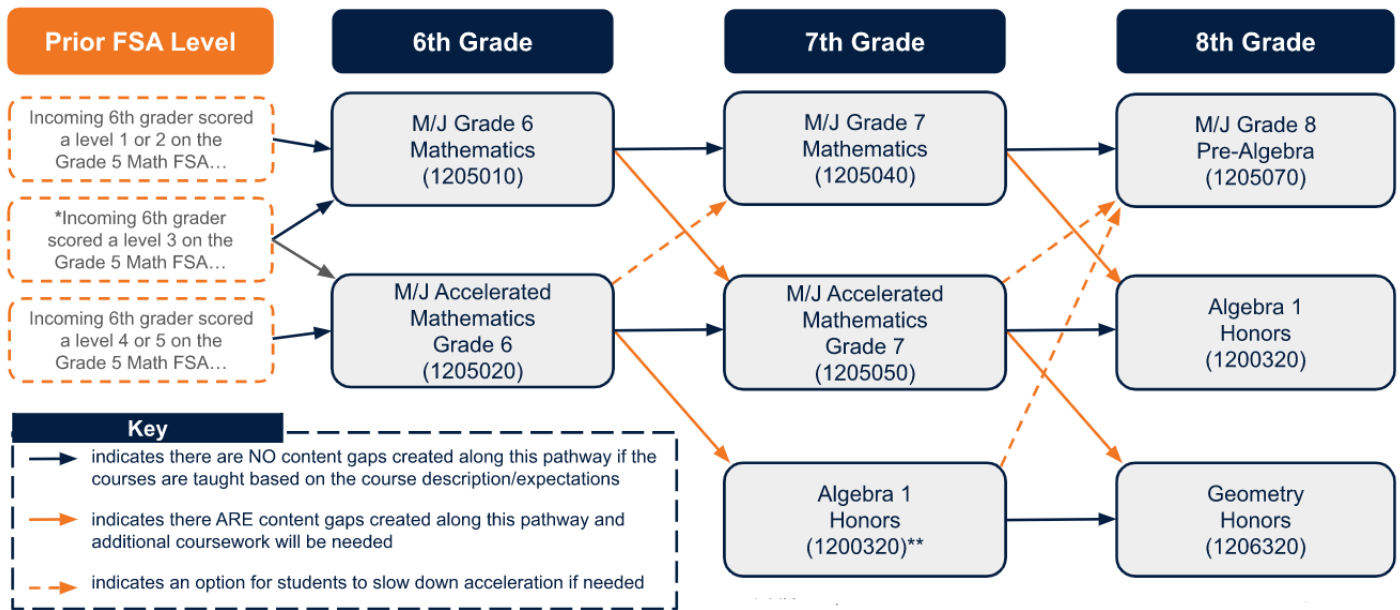 Prior FSA Level
6th Grade
7th Grade
8th Grade
Incoming 6th grader scored
a level 1 or 2 on the
Grade 5 Math FSA…
*Incoming 6th grader
scored a level 3 on the
Grade 5 Math FSA…
Incoming 6th grader scored
a level 4 or 5 on the
Grade 5 Math FSA…
M/J Grade 6
Mathematics
(1205010)
M/J Accelerated
Mathematics
Grade 6
(1205020)
M/J Grade 7
Mathematics
(1205040)
M/J Accelerated
Mathematics
Grade 7
(1205050)
Algebra 1
Honors
(1200320)**
M/J Grade 8
Pre-Algebra
(1205070)
Algebra 1
Honors
(1200320)
Geometry
Honors
(1206320)
Key
indicates there are NO content gaps created along this pathway if the
courses are taught based on the course description/expectations
indicates there ARE content gaps created along this pathway and
additional coursework will be needed
indicates an option for students to slow down acceleration if needed